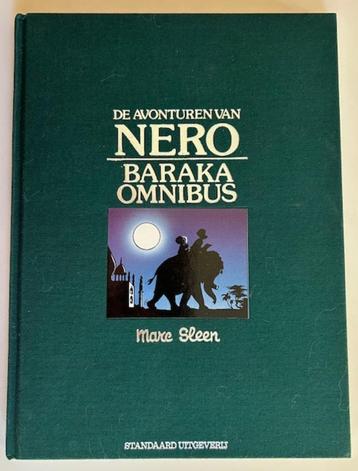 DE AVONTUREN VAN
NERO
BARAKA
OMNIBUS
Marc Sleen
STANDAARD UITGEVERIJ